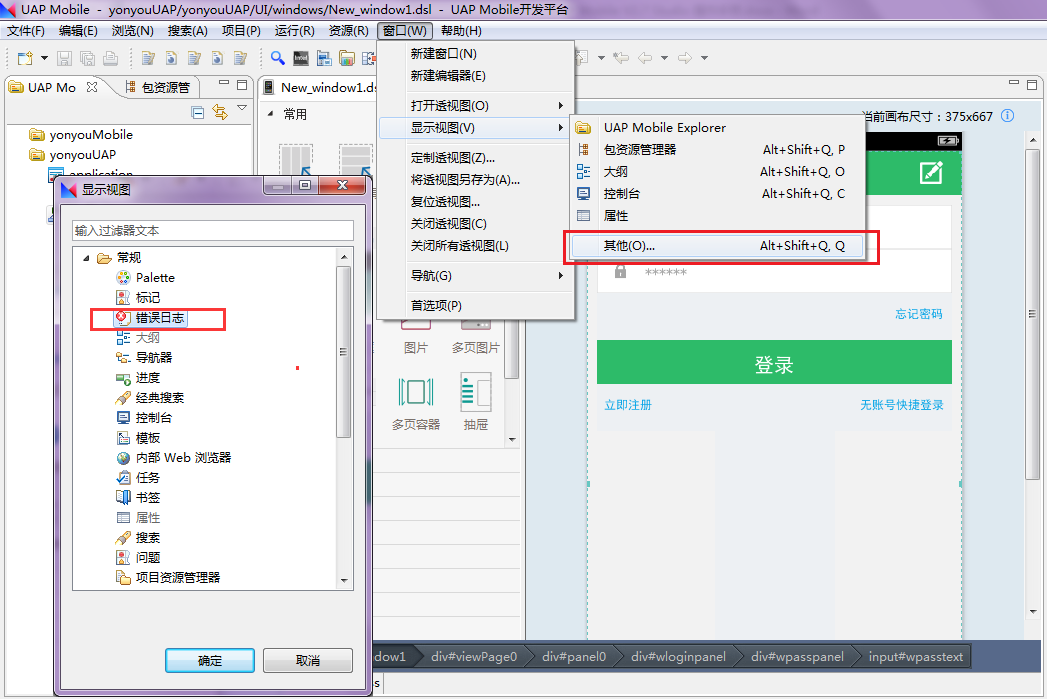 UAP Mobile - yonyouUAP/yonyouUAP/UI/windows/New_window1.dsl - UAP Mobile开发平台
文件(F) 编辑(E) 浏览(N) 搜索(A) 项目(P) 运行(R) 资源(R) 窗口(W) 帮助(H)
UAP Mo 包资源管
yonyouMobile
yonyouUAP
application
New_window1.ds
常用
新建窗口(N)
新建编辑器(E)
打开透视图(O)
显示视图(V)
定制透视图(Z)...
将透视图另存为(A)...
复位透视图...
关闭透视图(C)
关闭所有透视图(L)
导航(G)
首选项(P)
UAP Mobile Explorer
包资源管理器 Alt+Shift+Q, P
大纲 Alt+Shift+Q, O
控制台 Alt+Shift+Q, C
属性
其他(O)... Alt+Shift+Q, Q
当前画布尺寸：375x667
******
忘记密码
登录
立即注册 无账号快捷登录
图片 多页图片
多页容器 抽屉
显示视图
输入过滤器文本
常规
Palette
标记
错误日志
大纲
导航器
进度
经典搜索
控制台
模板
内部 Web 浏览器
任务
书签
属性
搜索
问题
项目资源管理器
确定 取消
dow1 div#viewPage0 div#panel0 div#wloginpanel div#wpasspanel input#wpasstext
s